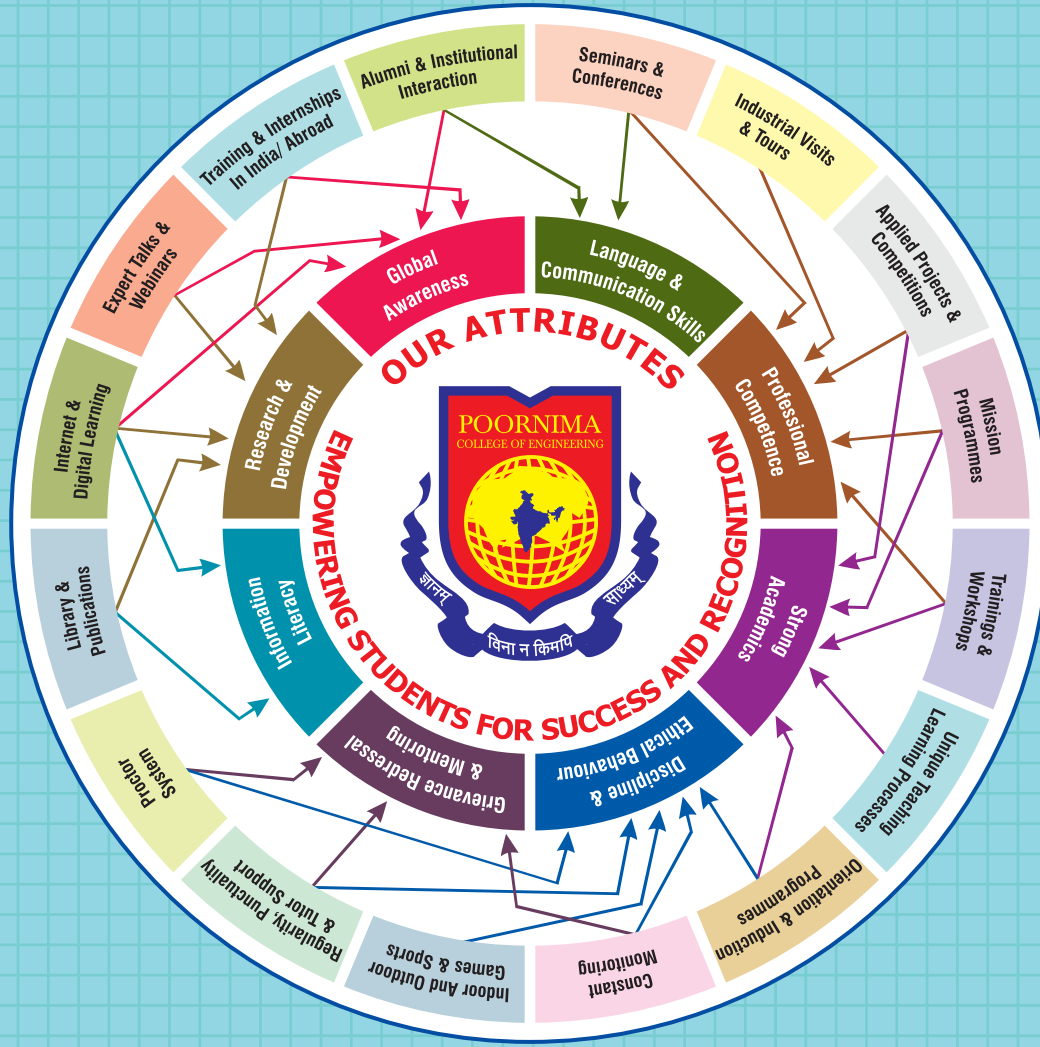 Alumni & Institutional
Interaction
Seminars &
Conferences
Industrial Visits
& Tours
Applied Projects &
Competitions
Mission
Programmes
Trainings &
Workshops
Unique Teaching
Learning Processes
Orientation & Induction
Programmes
Constant
Monitoring
Indoor And Outdoor
Games & Sports
Regularity, Punctuality
& Tutor Support
Proctor
System
Library &
Publications
Internet &
Digital Learning
Expert Talks &
Webinars
Training & Internships
In India/ Abroad
Global
Awareness
Language &
Communication Skills
Professional
Competence
Strong
Academics
Discipline &
Ethical Behaviour
Grievance Redressal
& Mentoring
Information
Literacy
Research &
Development
OUR ATTRIBUTES
EMPOWERING STUDENTS FOR SUCCESS AND RECOGNITION
POORNIMA
COLLEGE OF ENGINEERING
ज्ञानम्
विना न किमपि
साध्यम्